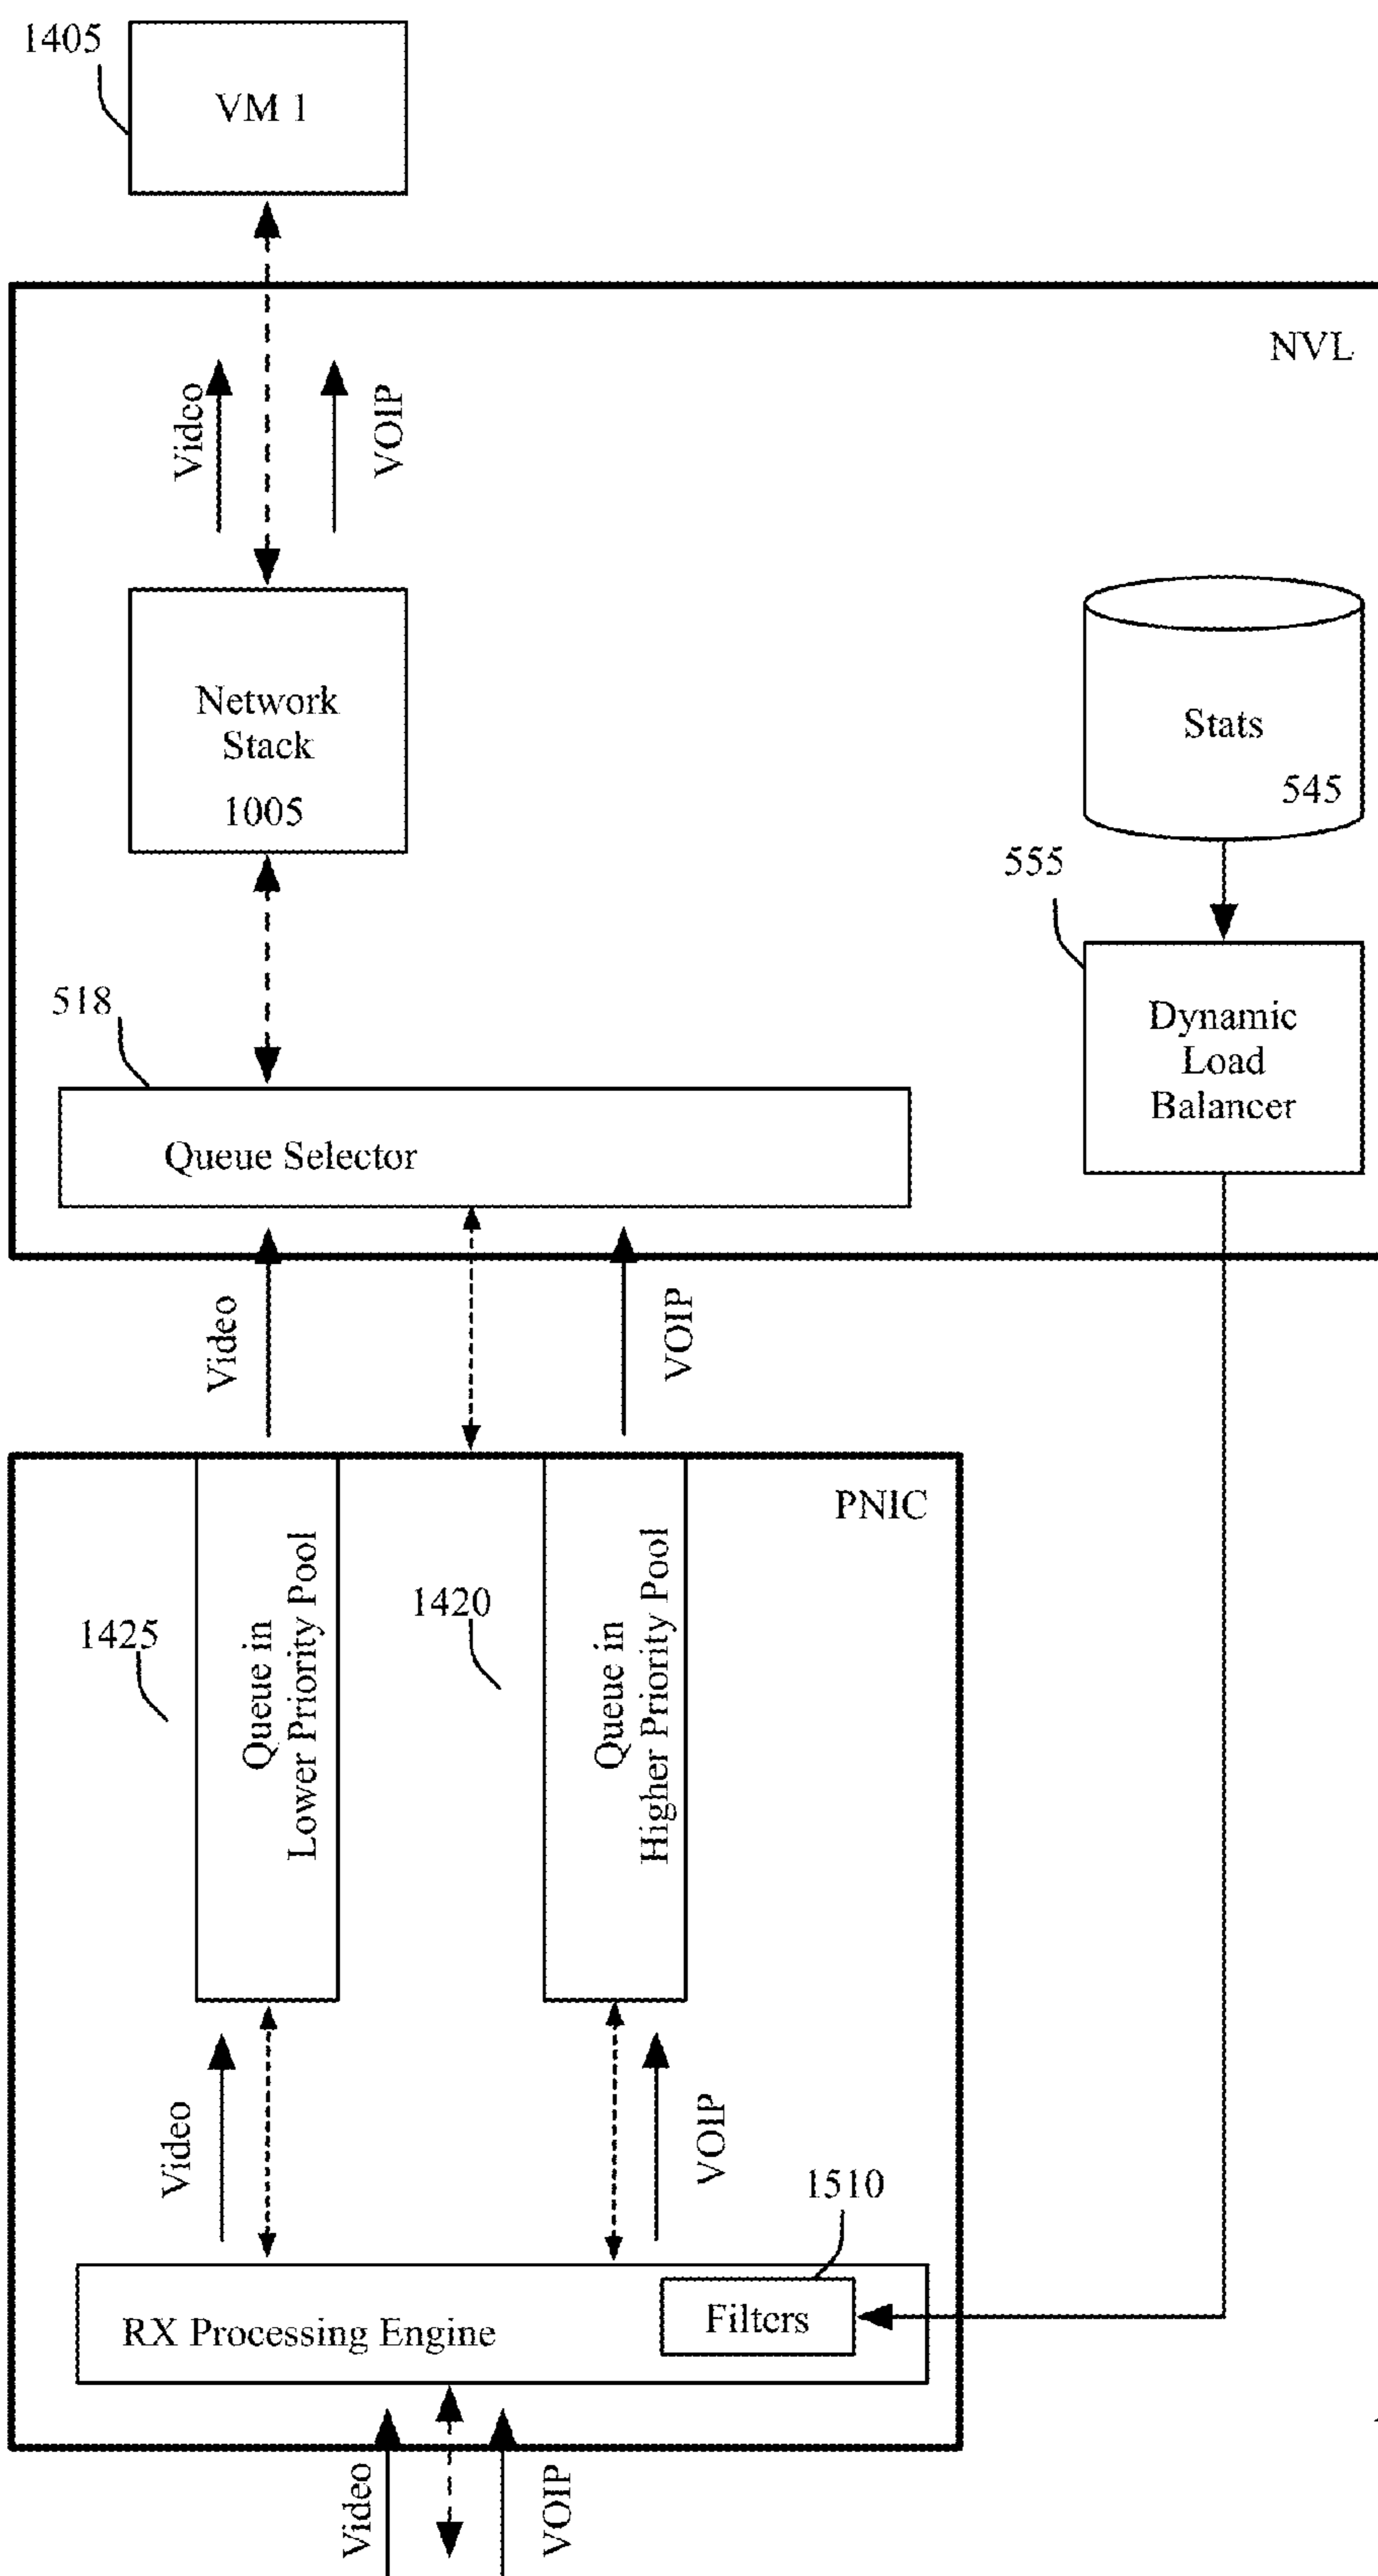 1405
VM 1
NVL
Video
VOIP
Network
Stack
1005
Stats
545
555
518
Dynamic
Load
Balancer
Queue Selector
Video
VOIP
PNIC
1425
Queue in
Lower Priority Pool
1420
Queue in
Higher Priority Pool
Video
VOIP
1510
Filters
RX Processing Engine
Video
VOIP